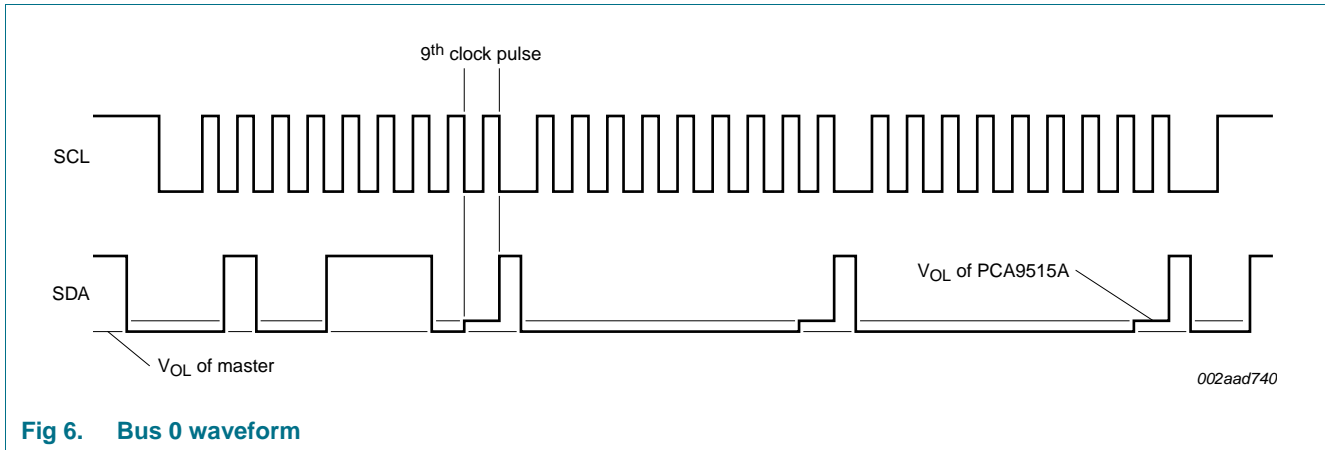 9th clock pulse
SCL
SDA
VOL of PCA9515A
VOL of master
002aad740
Fig 6. Bus 0 waveform